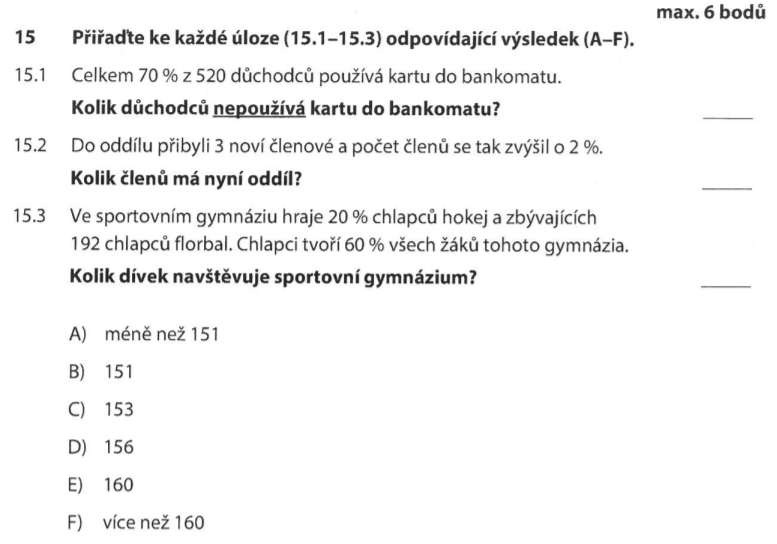 max. 6 bodů
15 Přiřaďte ke každé úloze (15.1–15.3) odpovídající výsledek (A–F).
15.1 Celkem 70 % z 520 důchodců používá kartu do bankomatu.
Kolik důchodců nepoužívá kartu do bankomatu?
15.2 Do oddílu přibyli 3 noví členové a počet členů se tak zvýšil o 2 %.
Kolik členů má nyní oddíl?
15.3 Ve sportovním gymnáziu hraje 20 % chlapců hokej a zbývajících
192 chlapců florbal. Chlapci tvoří 60 % všech žáků tohoto gymnázia.
Kolik dívek navštěvuje sportovní gymnázium?
A) méně než 151
B) 151
C) 153
D) 156
E) 160
F) více než 160